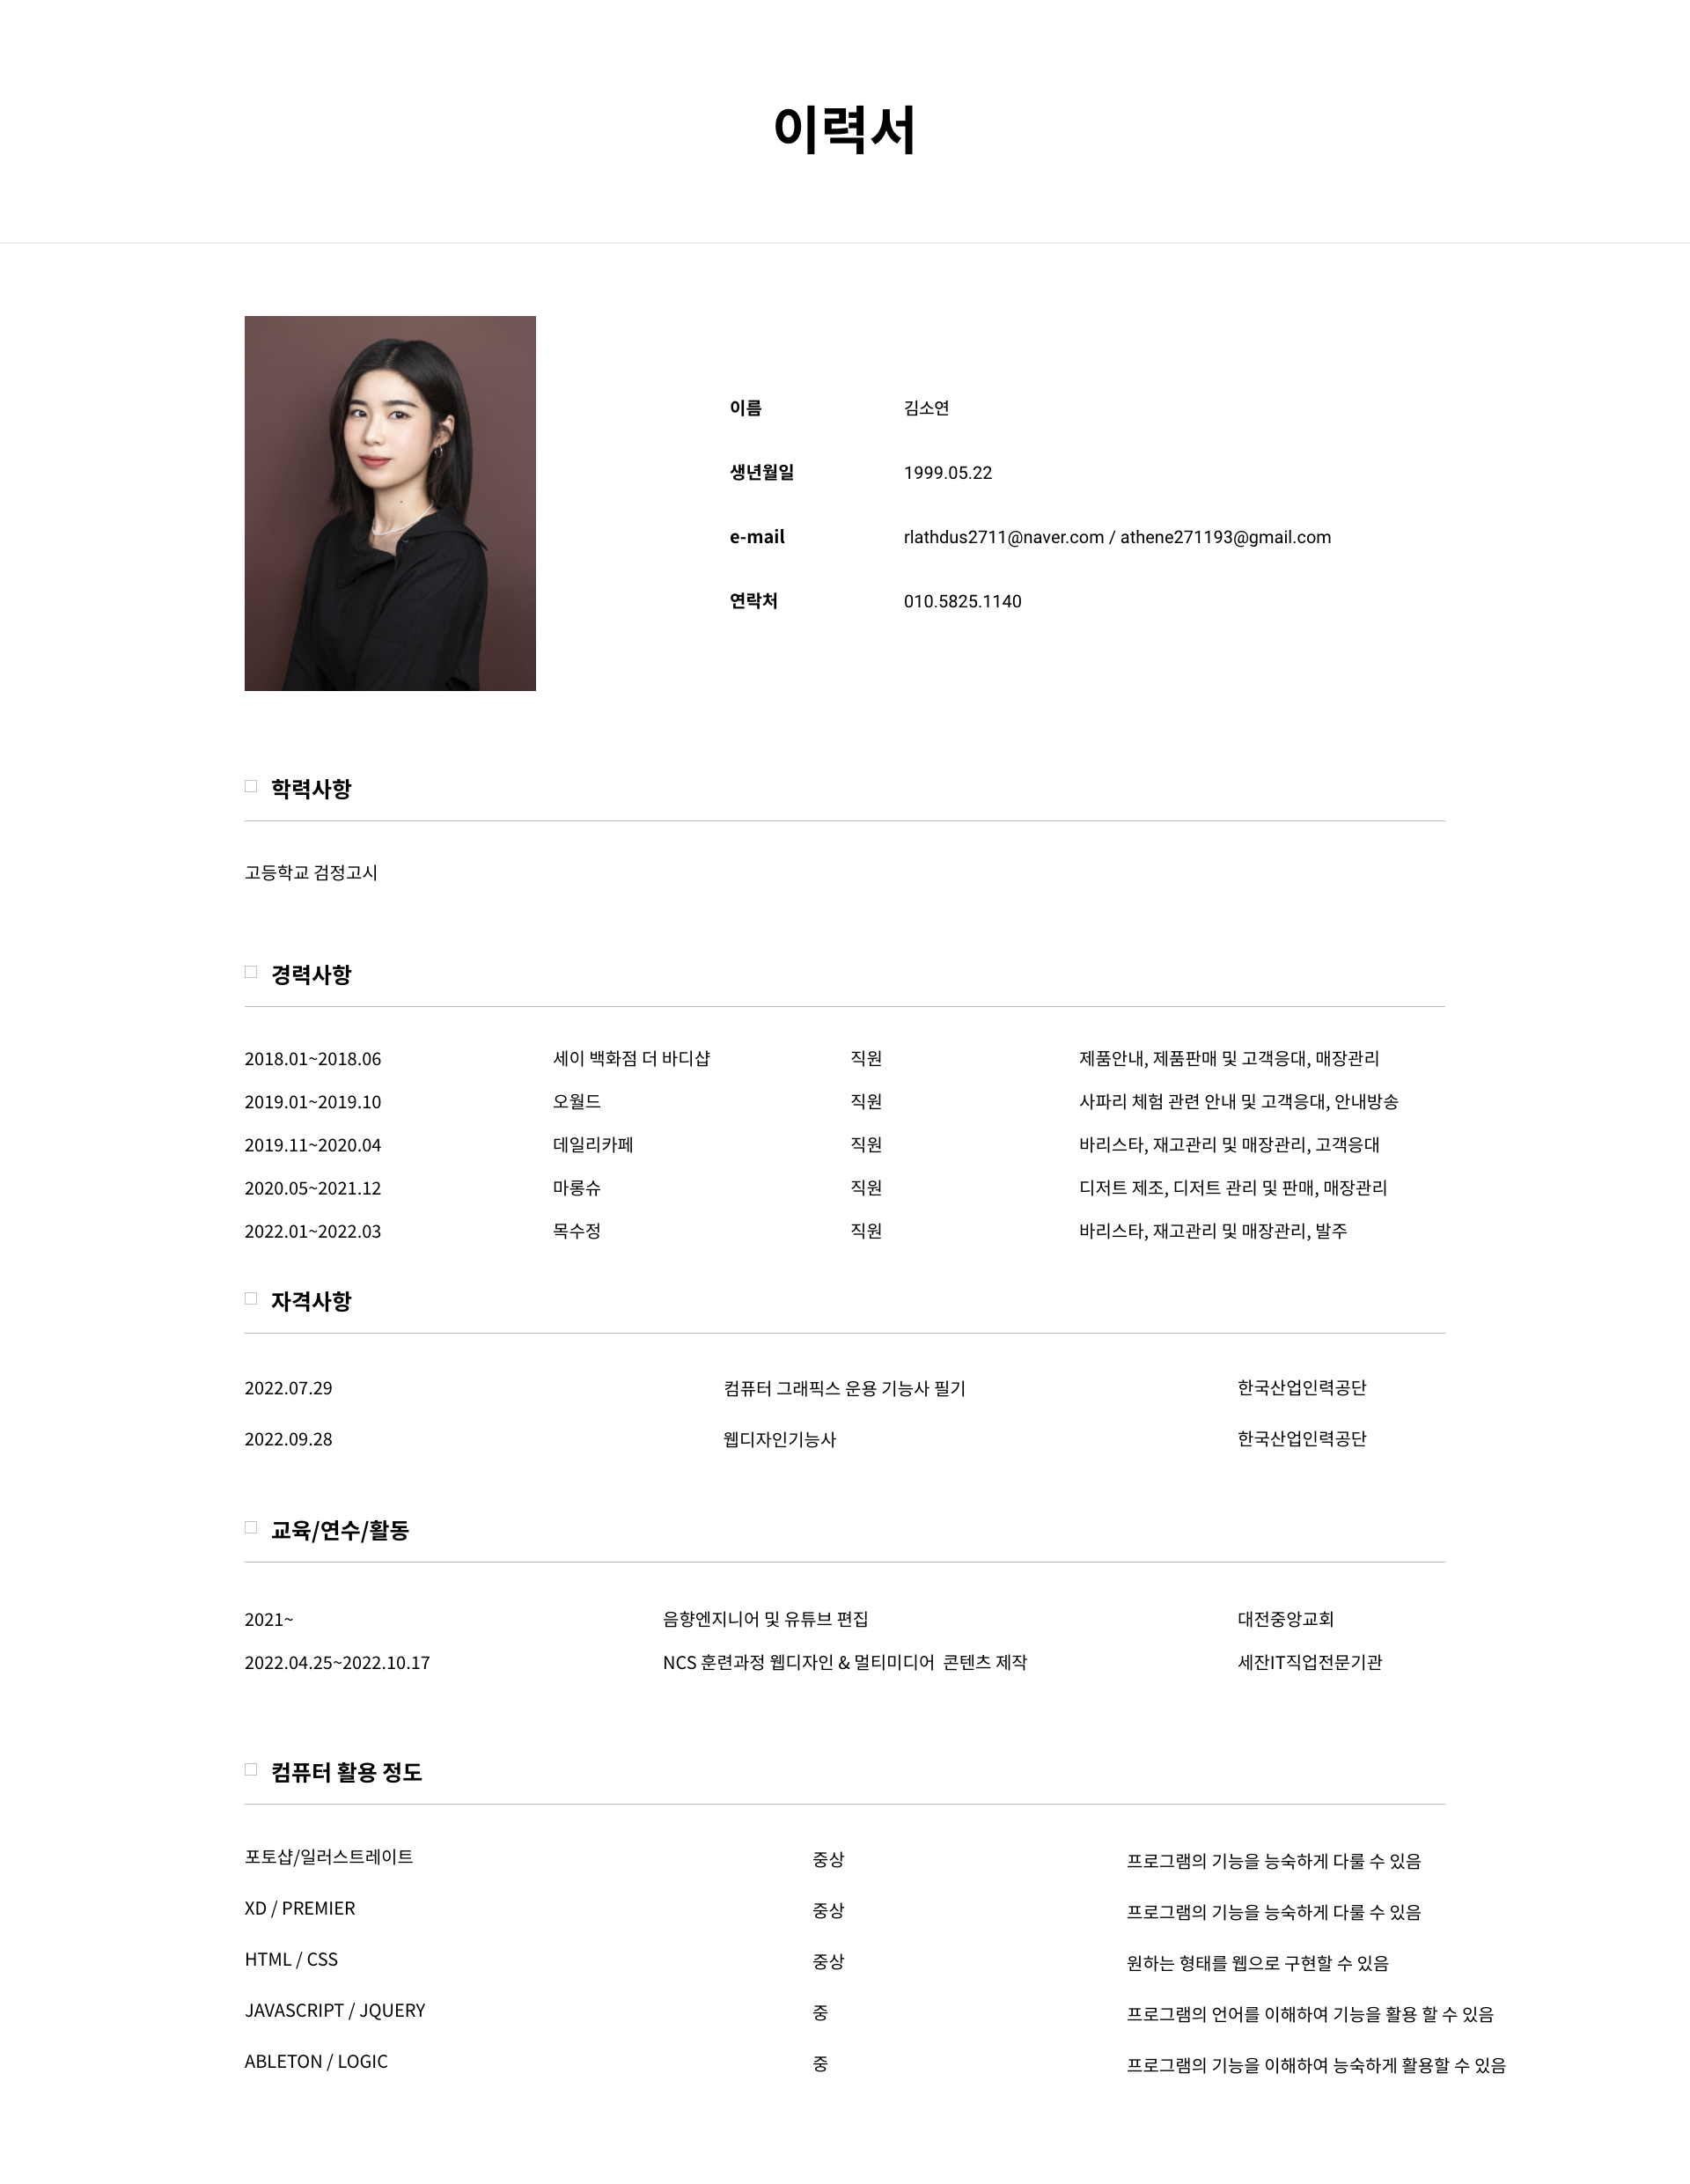 이력서
이름 김소연
생년월일 1999.05.22
e-mail rlathdus2711@naver.com / athene271193@gmail.com
연락처 010.5825.1140
학력사항
고등학교 검정고시
경력사항
2018.01~2018.06 세이 백화점 더 바디샵 직원 제품안내, 제품판매 및 고객응대, 매장관리
2019.01~2019.10 오월드 직원 사파리 체험 관련 안내 및 고객응대, 안내방송
2019.11~2020.04 데일리카페 직원 바리스타, 재고관리 및 매장관리, 고객응대
2020.05~2021.12 마롱슈 직원 디저트 제조, 디저트 관리 및 판매, 매장관리
2022.01~2022.03 목수정 직원 바리스타, 재고관리 및 매장관리, 발주
자격사항
2022.07.29 컴퓨터 그래픽스 운용 기능사 필기 한국산업인력공단
2022.09.28 웹디자인기능사 한국산업인력공단
교육/연수/활동
2021~ 음향엔지니어 및 유튜브 편집 대전중앙교회
2022.04.25~2022.10.17 NCS 훈련과정 웹디자인 & 멀티미디어 콘텐츠 제작 세잔IT직업전문기관
컴퓨터 활용 정도
포토샵/일러스트레이트 중상 프로그램의 기능을 능숙하게 다룰 수 있음
XD / PREMIER 중상 프로그램의 기능을 능숙하게 다룰 수 있음
HTML / CSS 중상 원하는 형태를 웹으로 구현할 수 있음
JAVASCRIPT / JQUERY 중 프로그램의 언어를 이해하여 기능을 활용 할 수 있음
ABLETON / LOGIC 중 프로그램의 기능을 이해하여 능숙하게 활용할 수 있음